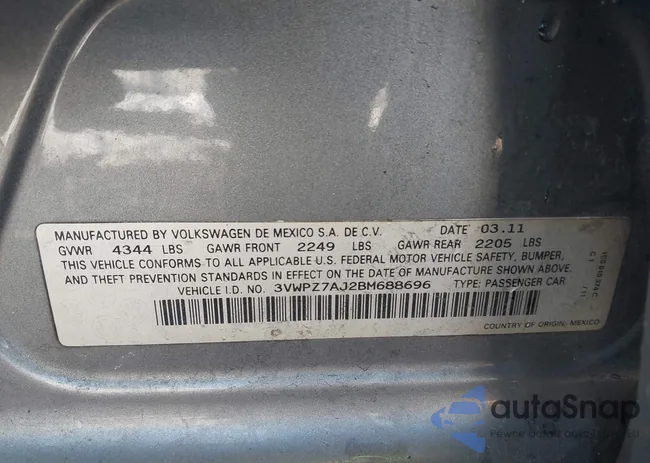 MANUFACTURED BY VOLKSWAGEN DE MEXICO S.A. DE C.V. DATE 03.11
GVWR 4344 LBS GAWR FRONT 2249 LBS GAWR REAR 2205 LBS
THIS VEHICLE CONFORMS TO ALL APPLICABLE U.S. FEDERAL MOTOR VEHICLE SAFETY, BUMPER,
AND THEFT PREVENTION STANDARDS IN EFFECT ON THE DATE OF MANUFACTURE SHOWN ABOVE.
VEHICLE I.D. NO. 3VWPZ7AJ2BM688696 TYPE: PASSENGER CAR
COUNTRY OF ORIGIN: MEXICO
autoSnap